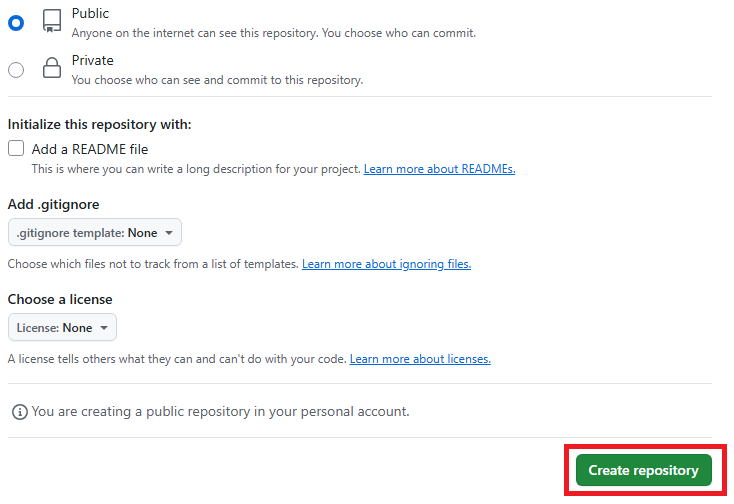 Public
Anyone on the internet can see this repository. You choose who can commit.
Private
You choose who can see and commit to this repository.
Initialize this repository with:
Add a README file
This is where you can write a long description for your project. Learn more about READMEs.
Add .gitignore
.gitignore template: None
Choose which files not to track from a list of templates. Learn more about ignoring files.
Choose a license
License: None
A license tells others what they can and can't do with your code. Learn more about licenses.
You are creating a public repository in your personal account.
Create repository